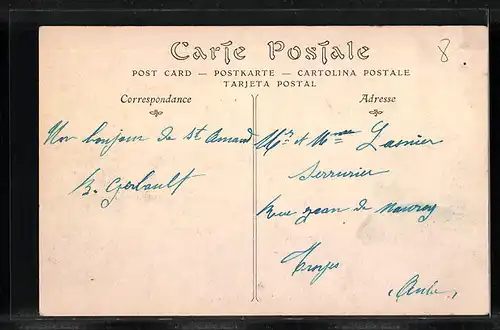 Carte Postale
8
POST CARD — POSTKARTE — CARTOLINA POSTALE
TARJETA POSTAL
Correspondance
Adresse
Mon bonjour de St Amand
B. Gerbault
Mr et Mme Lasnier
Serrurier
Rue jean de mauroy
Troyes
(Aube)